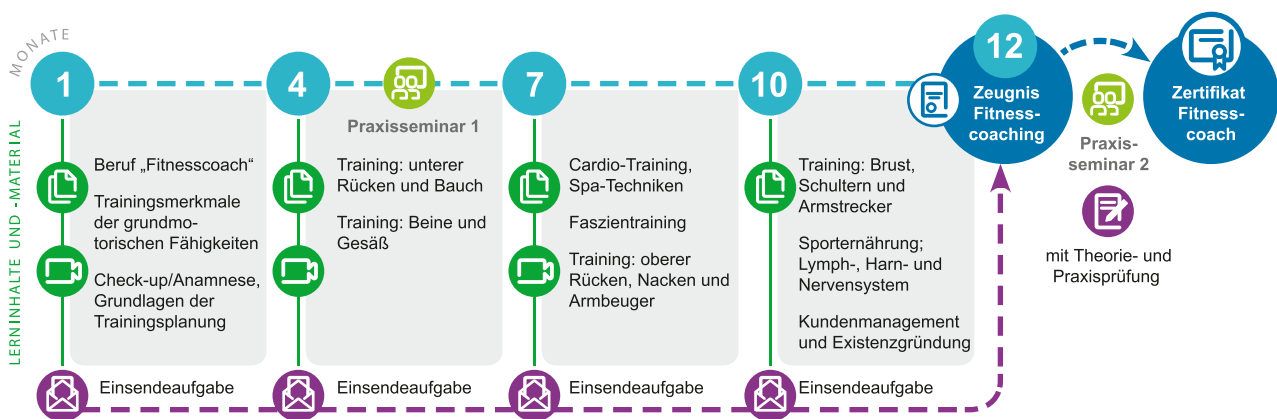 MONATE
LERNINHALTE UND -MATERIAL
1
Beruf „Fitnesscoach“
Trainingsmerkmale
der grundmo-
torischen Fähigkeiten
Check-up/Anamnese,
Grundlagen der
Trainingsplanung
Einsendeaufgabe
4
Praxisseminar 1
Training: unterer
Rücken und Bauch
Training: Beine und
Gesäß
Einsendeaufgabe
7
Cardio-Training,
Spa-Techniken
Faszientraining
Training: oberer
Rücken, Nacken und
Armbeuger
Einsendeaufgabe
10
Training: Brust,
Schultern und
Armstrecker
Sporternährung;
Lymph-, Harn- und
Nervensystem
Kundenmanagement
und Existenzgründung
Einsendeaufgabe
12
Zeugnis
Fitness-
coaching
Praxis-
seminar 2
mit Theorie- und
Praxisprüfung
Zertifikat
Fitness-
coach